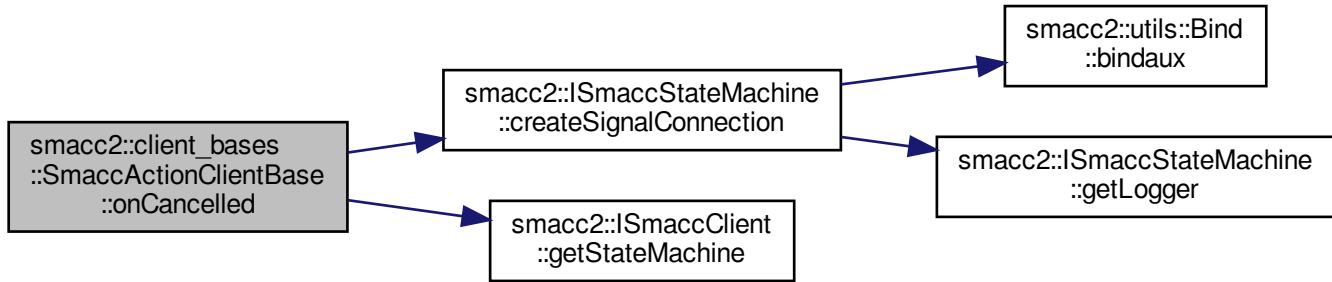 smacc2::client_bases
::SmaccActionClientBase
::onCancelled
smacc2::ISmaccStateMachine
::createSignalConnection
smacc2::utils::Bind
::bindaux
smacc2::ISmaccStateMachine
::getLogger
smacc2::ISmaccClient
::getStateMachine